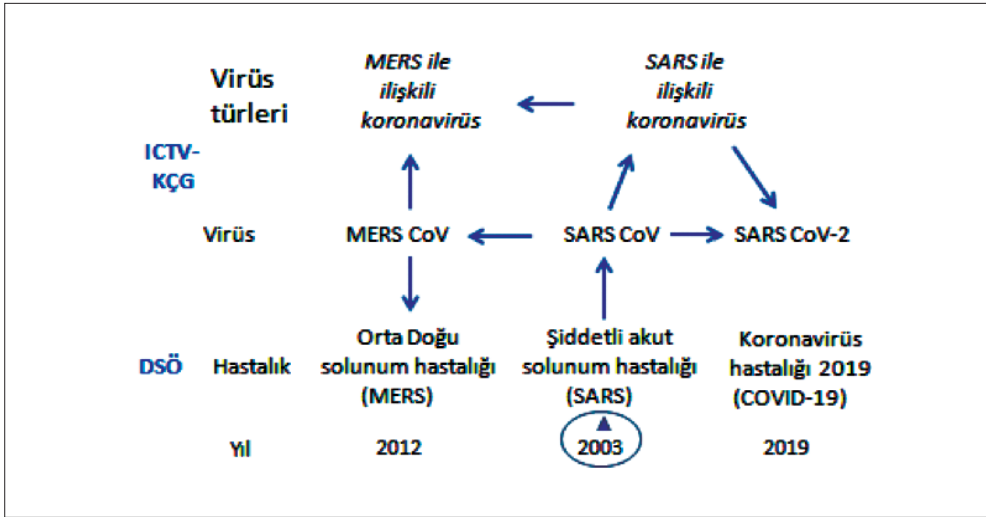 Virüs
türleri
MERS ile
ilişkili
koronavirüs
SARS ile
ilişkili
koronavirüs
ICTV-
KÇG
Virüs
MERS CoV
SARS CoV
SARS CoV-2
DSÖ
Hastalık
Orta Doğu
solunum hastalığı
(MERS)
Şiddetli akut
solunum hastalığı
(SARS)
Koronavirüs
hastalığı 2019
(COVID-19)
Yıl
2012
2003
2019